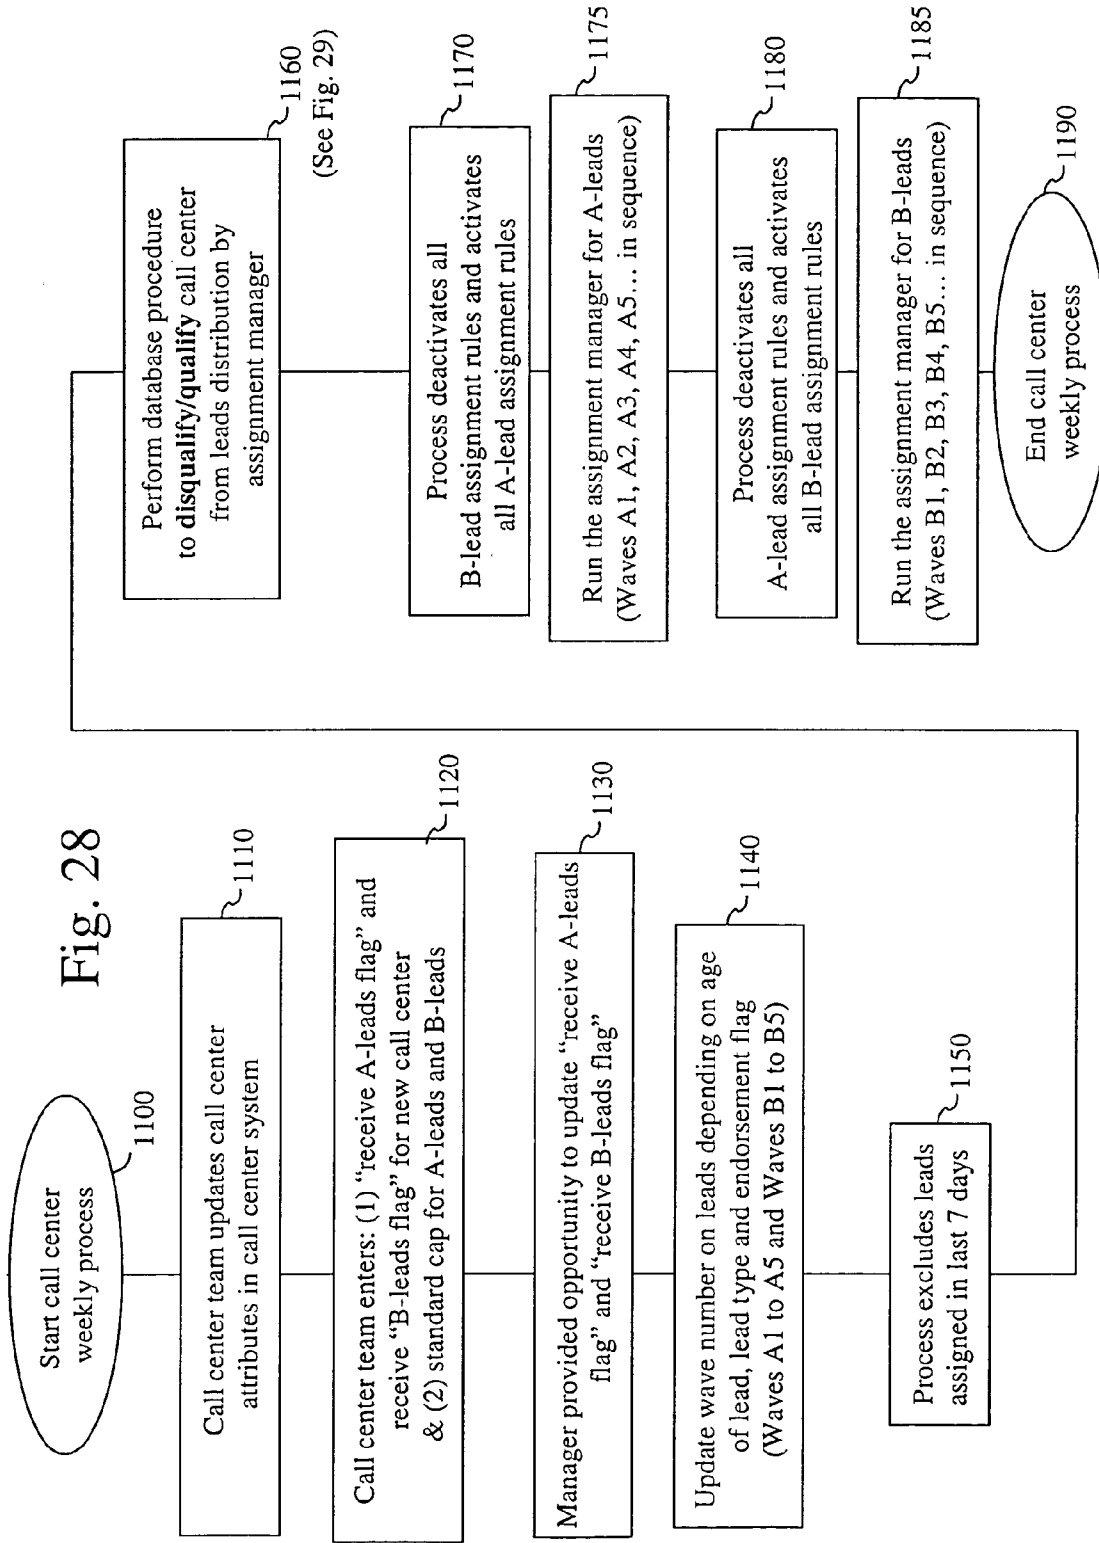 Fig. 28
Start call center
weekly process
1100
Call center team updates call center
attributes in call center system
1110
Call center team enters: (1) “receive A-leads flag” and
receive “B-leads flag” for new call center
& (2) standard cap for A-leads and B-leads
1120
Manager provided opportunity to update “receive A-leads
flag” and “receive B-leads flag”
1130
Update wave number on leads depending on age
of lead, lead type and endorsement flag
(Waves A1 to A5 and Waves B1 to B5)
1140
Process excludes leads
assigned in last 7 days
1150
Perform database procedure
to disqualify/qualify call center
from leads distribution by
assignment manager
1160
(See Fig. 29)
Process deactivates all
B-lead assignment rules and activates
all A-lead assignment rules
1170
Run the assignment manager for A-leads
(Waves A1, A2, A3, A4, A5... in sequence)
1175
Process deactivates all
A-lead assignment rules and activates
all B-lead assignment rules
1180
Run the assignment manager for B-leads
(Waves B1, B2, B3, B4, B5... in sequence)
1185
End call center
weekly process
1190